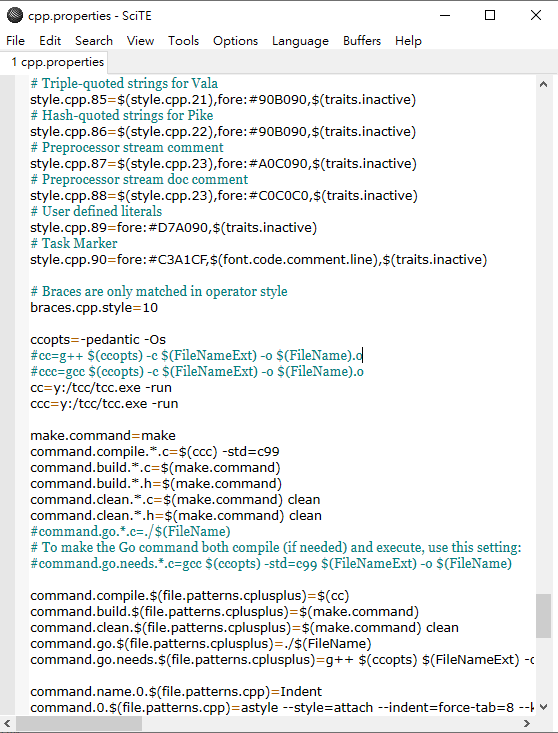 cpp.properties - SciTE
File Edit Search View Tools Options Language Buffers Help
1 cpp.properties
# Triple-quoted strings for Vala
style.cpp.85=$(style.cpp.21),fore:#90B090,$(traits.inactive)
# Hash-quoted strings for Pike
style.cpp.86=$(style.cpp.22),fore:#90B090,$(traits.inactive)
# Preprocessor stream comment
style.cpp.87=$(style.cpp.23),fore:#A0C090,$(traits.inactive)
# Preprocessor stream doc comment
style.cpp.88=$(style.cpp.23),fore:#C0C0C0,$(traits.inactive)
# User defined literals
style.cpp.89=fore:#D7A090,$(traits.inactive)
# Task Marker
style.cpp.90=fore:#C3A1CF,$(font.code.comment.line),$(traits.inactive)
# Braces are only matched in operator style
braces.cpp.style=10
ccopts=-pedantic -Os
#cc=g++ $(ccopts) -c $(FileNameExt) -o $(FileName).o
#ccc=gcc $(ccopts) -c $(FileNameExt) -o $(FileName).o
cc=y:/tcc/tcc.exe -run
ccc=y:/tcc/tcc.exe -run
make.command=make
command.compile.*.c=$(ccc) -std=c99
command.build.*.c=$(make.command)
command.build.*.h=$(make.command)
command.clean.*.c=$(make.command) clean
command.clean.*.h=$(make.command) clean
#command.go.*.c=./$(FileName)
# To make the Go command both compile (if needed) and execute, use this setting:
#command.go.needs.*.c=gcc $(ccopts) -std=c99 $(FileNameExt) -o $(FileName)
command.compile.$(file.patterns.cplusplus)=$(cc)
command.build.$(file.patterns.cplusplus)=$(make.command)
command.clean.$(file.patterns.cplusplus)=$(make.command) clean
command.go.$(file.patterns.cplusplus)=./$(FileName)
command.go.needs.$(file.patterns.cplusplus)=g++ $(ccopts) $(FileNameExt)
command.name.0.$(file.patterns.cpp)=Indent
command.0.$(file.patterns.cpp)=astyle --style=attach --indent=force-tab=8